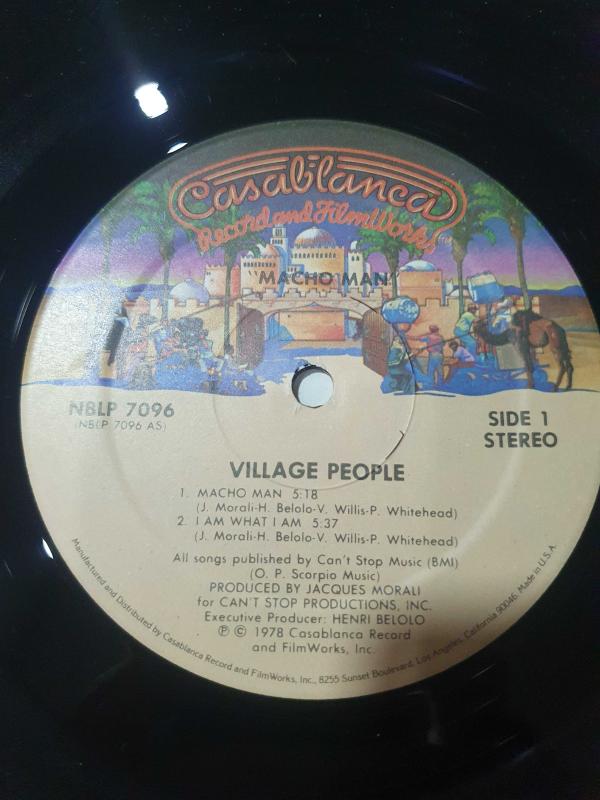 Casablanca
Record and FilmWorks
"MACHO MAN"
NBLP 7096
(NBLP 7096 AS)
SIDE 1
STEREO
VILLAGE PEOPLE
1. MACHO MAN 5:18
(J. Morali-H. Belolo-V. Willis-P. Whitehead)
2. I AM WHAT I AM 5:37
(J. Morali-H. Belolo-V. Willis-P. Whitehead)
All songs published by Can't Stop Music (BMI)
(O. P. Scorpio Music)
PRODUCED BY JACQUES MORALI
for CAN'T STOP PRODUCTIONS, INC.
Executive Producer: HENRI BELOLO
℗ © 1978 Casablanca Record
and FilmWorks, Inc.
Manufactured and Distributed by Casablanca Record and FilmWorks, Inc., 8255 Sunset Boulevard, Los Angeles, California 90046. Made in U.S.A.